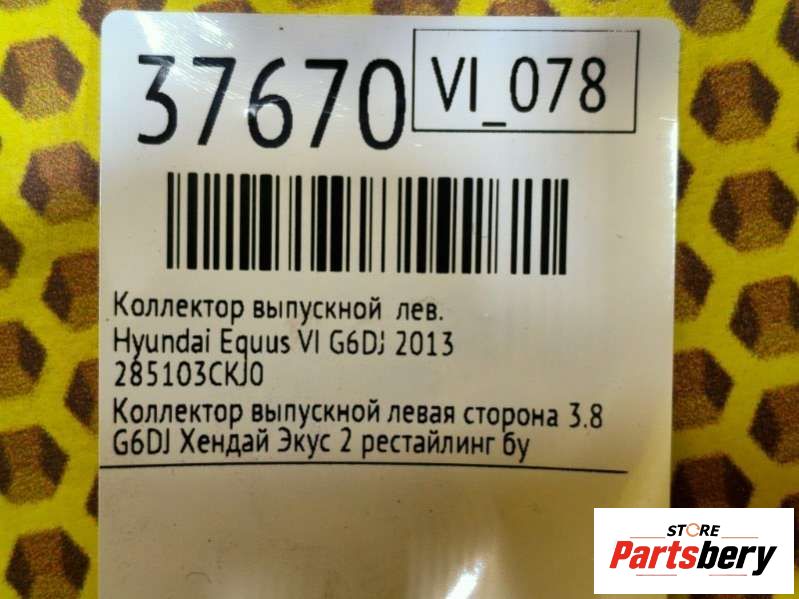 37670
VI_078
Коллектор выпускной лев.
Hyundai Equus VI G6DJ 2013
285103CKJ0
Коллектор выпускной левая сторона 3.8
G6DJ Хендай Экус 2 рестайлинг бу
STORE
Partsbery